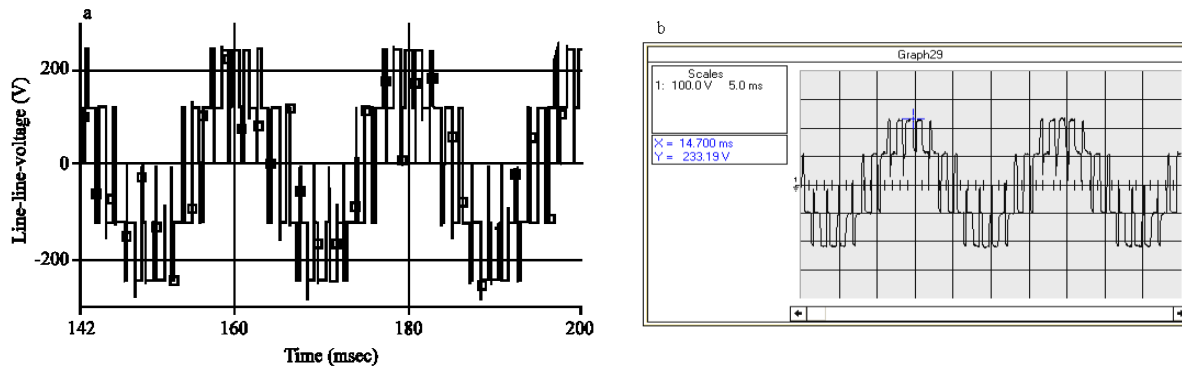 a
200
0
-200
Line-line-voltage (V)
142
160
180
200
Time (msec)
b
Graph29
Scales
1: 100.0 V 5.0 ms
X = 14.700 ms
Y = 233.19 V
1